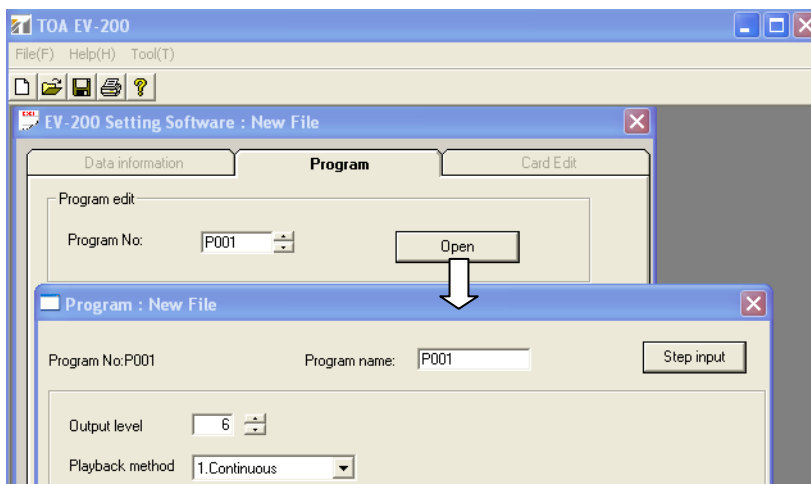 TOA EV-200
File(F) Help(H) Tool(T)
EV-200 Setting Software : New File
Data information Program Card Edit
Program edit
Program No: P001 Open
Program : New File
Program No:P001 Program name: P001 Step input
Output level 6
Playback method 1.Continuous